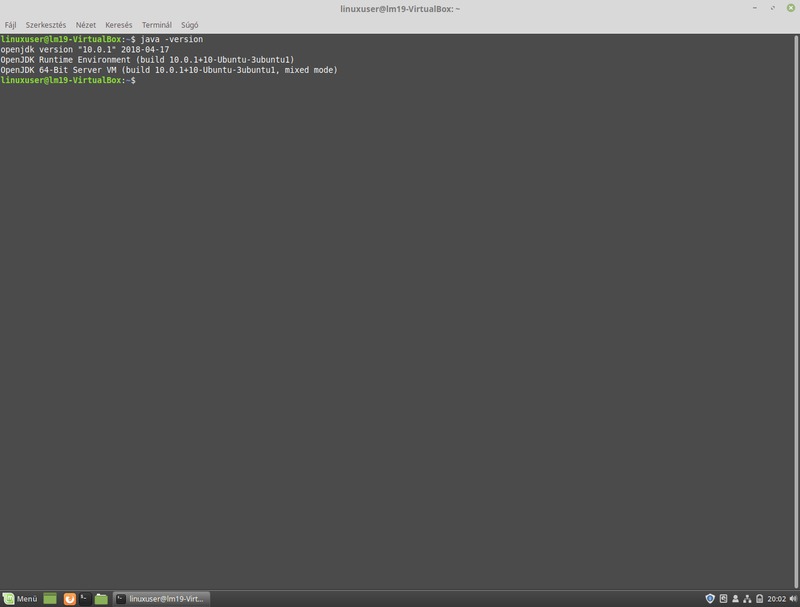 linuxuser@lm19-VirtualBox: ~
Fájl Szerkesztés Nézet Keresés Terminál Súgó
linuxuser@lm19-VirtualBox:~$ java -version
openjdk version "10.0.1" 2018-04-17
OpenJDK Runtime Environment (build 10.0.1+10-Ubuntu-3ubuntu1)
OpenJDK 64-Bit Server VM (build 10.0.1+10-Ubuntu-3ubuntu1, mixed mode)
linuxuser@lm19-VirtualBox:~$
Menü linuxuser@lm19-Virt... 20:02